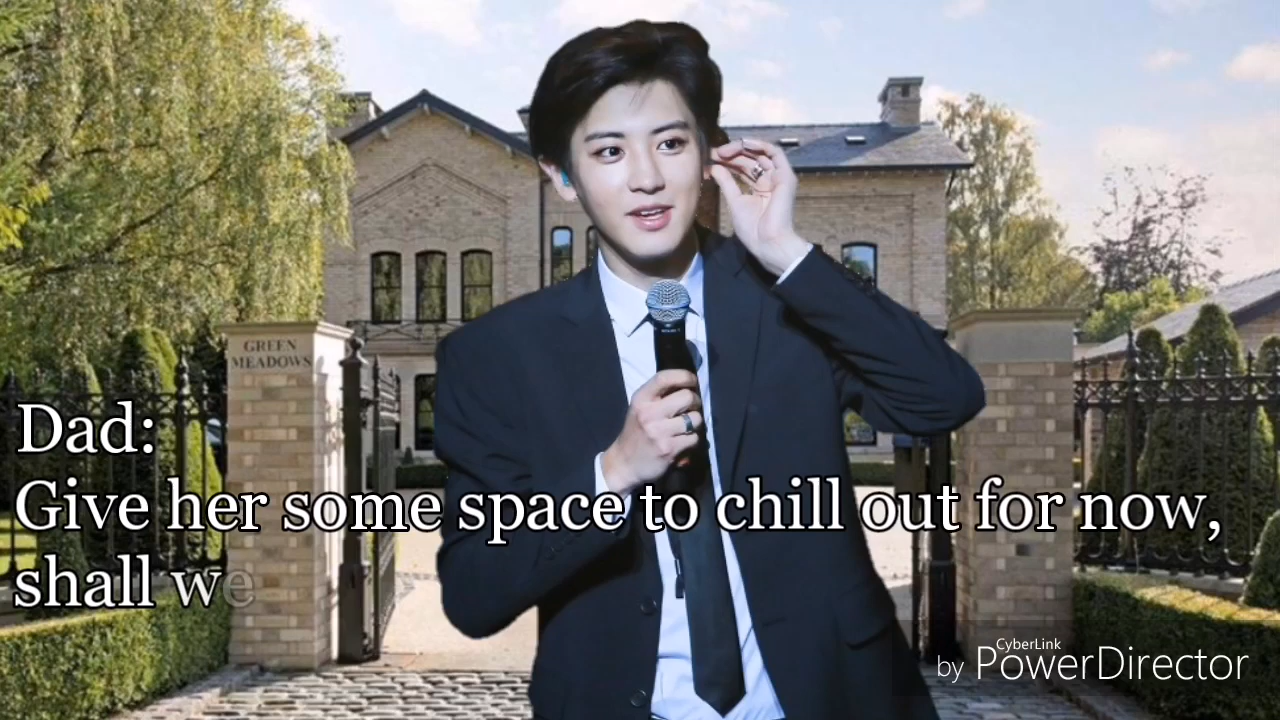 GREEN
MEADOWS
Dad:
Give her some space to chill out for now,
shall we
CyberLink
by PowerDirector